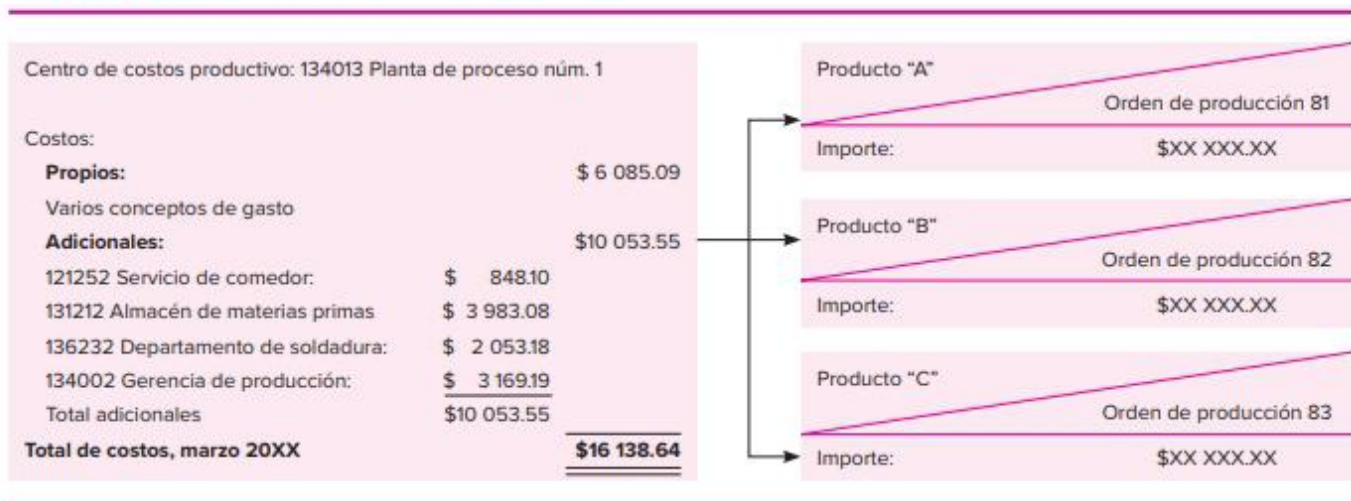 Centro de costos productivo: 134013 Planta de proceso núm. 1
Costos:
Propios: $ 6 085.09
Varios conceptos de gasto
Adicionales: $10 053.55
121252 Servicio de comedor: $ 848.10
131212 Almacén de materias primas $ 3 983.08
136232 Departamento de soldadura: $ 2 053.18
134002 Gerencia de producción: $ 3 169.19
Total adicionales $10 053.55
Total de costos, marzo 20XX $16 138.64
Producto “A”
Orden de producción 81
Importe: $XX XXX.XX
Producto “B”
Orden de producción 82
Importe: $XX XXX.XX
Producto “C”
Orden de producción 83
Importe: $XX XXX.XX